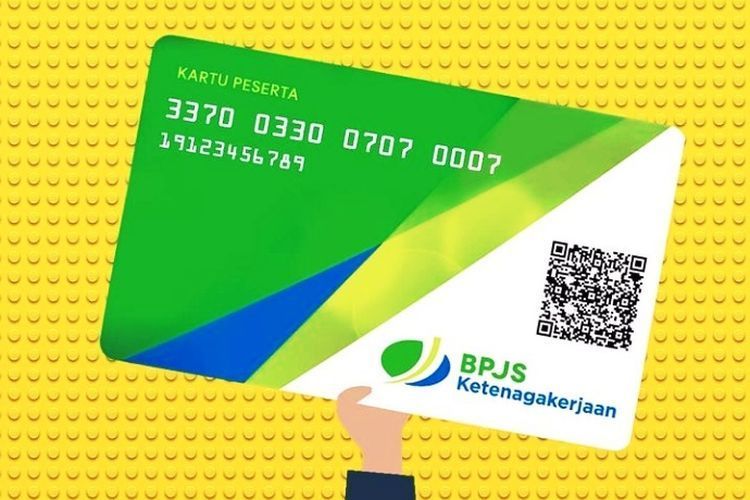 KARTU PESERTA
3370 0330 0707 0007
19123456789
BPJS
Ketenagakerjaan